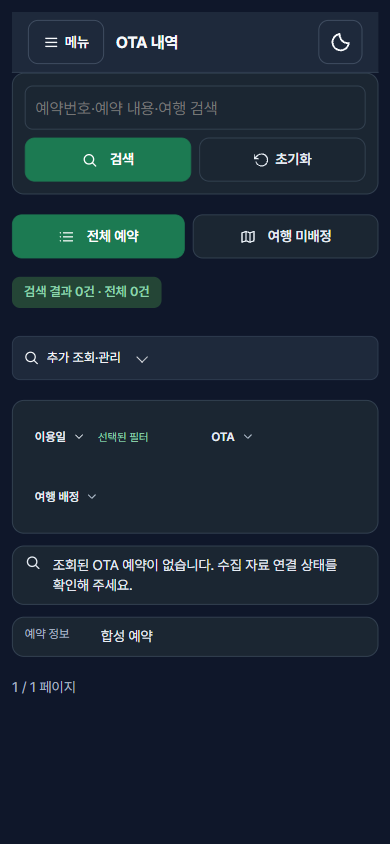 메뉴
OTA 내역
예약번호·예약 내용·여행 검색
검색
초기화
전체 예약
여행 미배정
검색 결과 0건 · 전체 0건
추가 조회·관리
이용일 선택된 필터
OTA
여행 배정
조회된 OTA 예약이 없습니다. 수집 자료 연결 상태를
확인해 주세요.
예약 정보 합성 예약
1 / 1 페이지